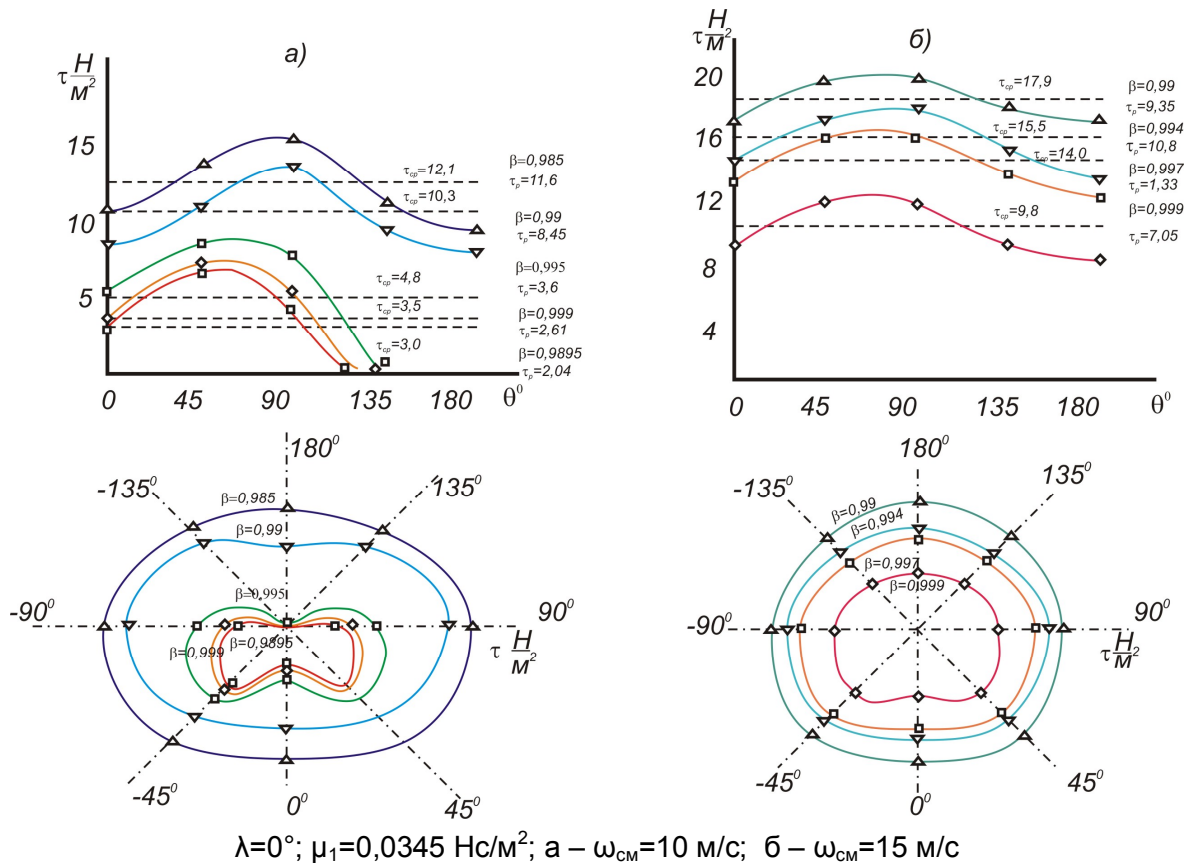 а)
τ Н/м²
15
10
5
τср=12,1
τср=10,3
τср=4,8
τср=3,5
τср=3,0
β=0,985
τр=11,6
β=0,99
τр=8,45
β=0,995
τр=3,6
β=0,999
τр=2,61
β=0,9895
τр=2,04
0 45 90 135 180 θ⁰
б)
τ Н/м²
20
16
12
8
4
τср=17,9
τср=15,5
τср=14,0
τср=9,8
β=0,99
τр=9,35
β=0,994
τр=10,8
β=0,997
τр=1,33
β=0,999
τр=7,05
0 45 90 135 180 θ⁰
180⁰
-135⁰
135⁰
β=0,985
β=0,99
β=0,995
-90⁰
90⁰
β=0,999
β=0,9895
τ Н/м²
-45⁰
0⁰
45⁰
180⁰
-135⁰
135⁰
β=0,99
β=0,994
β=0,997
β=0,999
-90⁰
90⁰
τ Н/м²
-45⁰
0⁰
45⁰
λ=0°; μ₁=0,0345 Нс/м²; а – ωсм=10 м/с; б – ωсм=15 м/с